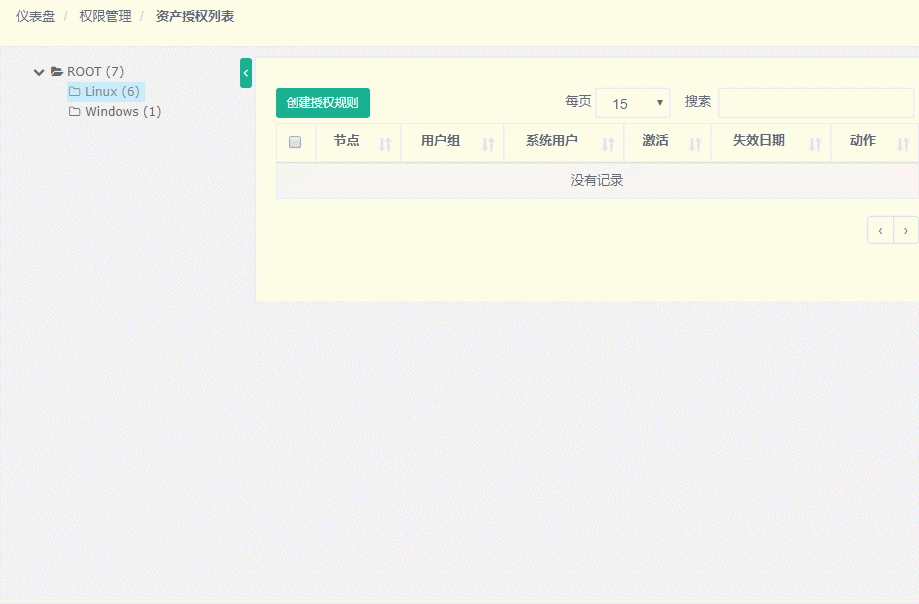 仪表盘 / 权限管理 / 资产授权列表
ROOT (7)
Linux (6)
Windows (1)
创建授权规则 每页 15 搜索
节点 用户组 系统用户 激活 失效日期 动作
没有记录
‹ ›